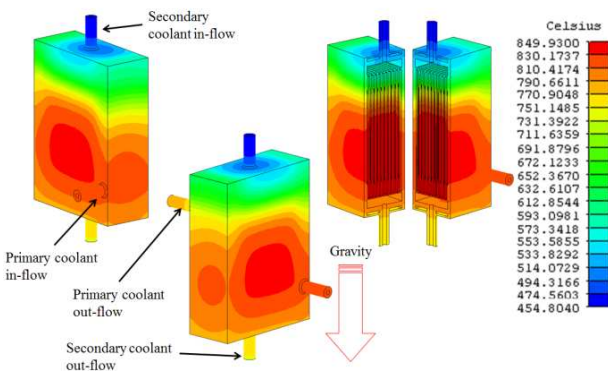 Secondary
coolant in-flow
Primary coolant
in-flow
Primary coolant
out-flow
Secondary coolant
out-flow
Gravity
Celsius
849.9300
830.1737
810.4174
790.6611
770.9048
751.1485
731.3922
711.6359
691.8796
672.1233
652.3670
632.6107
612.8544
593.0981
573.3418
553.5855
533.8292
514.0729
494.3166
474.5603
454.8040